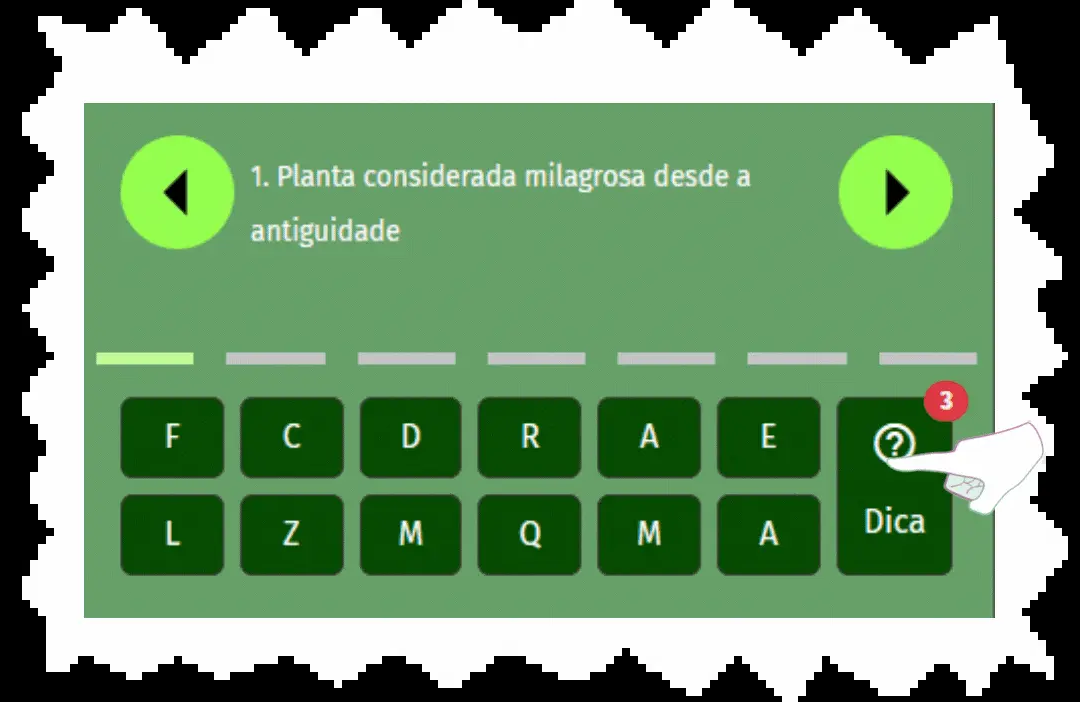 1. Planta considerada milagrosa desde a
antiguidade
3
F C D R A E
L Z M Q M A
Dica